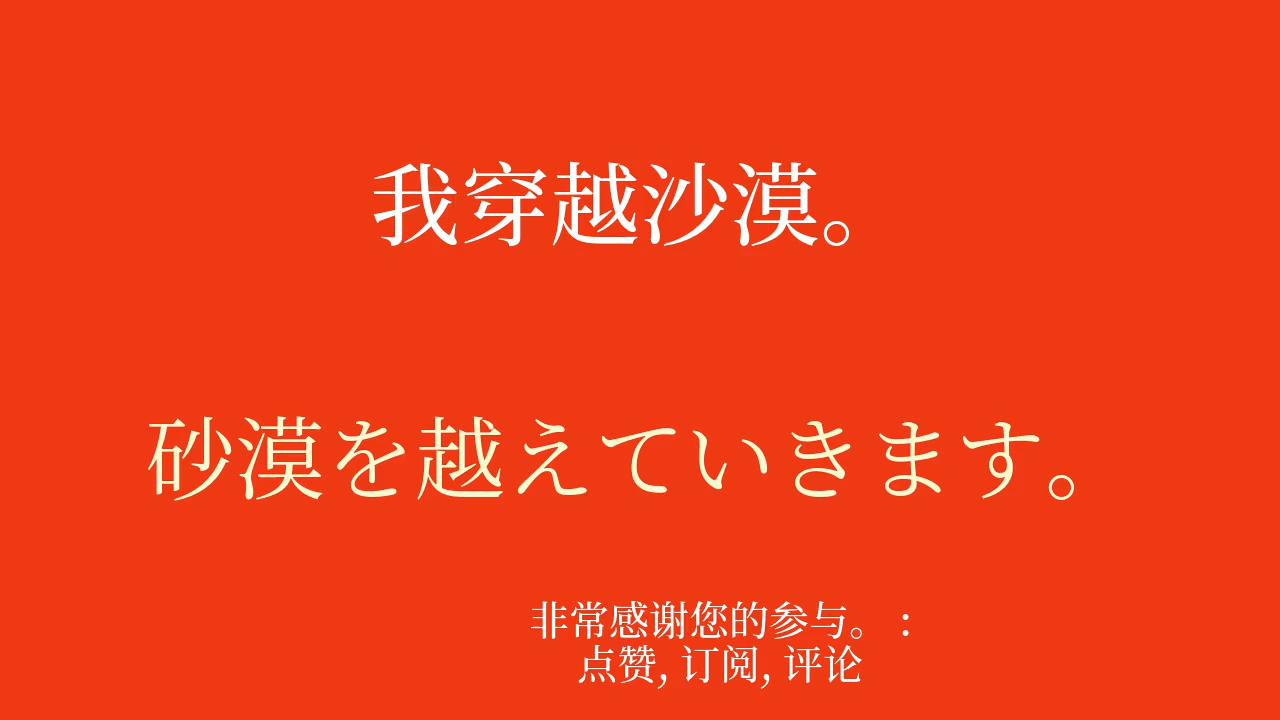 我穿越沙漠。
砂漠を越えていきます。
非常感谢您的参与。 :
点赞, 订阅, 评论